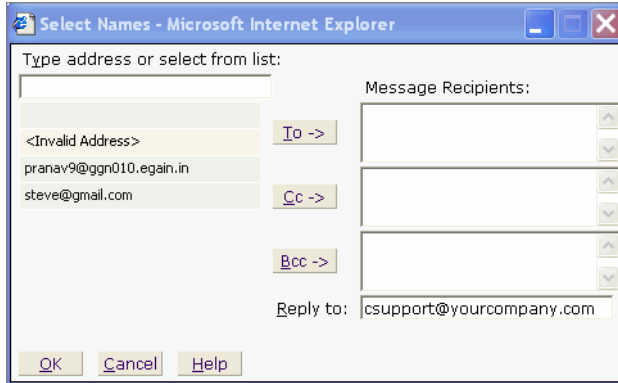 Select Names - Microsoft Internet Explorer
Type address or select from list:
Message Recipients:
<Invalid Address>
pranav9@ggn010.egain.in
steve@gmail.com
To ->
Cc ->
Bcc ->
Reply to: csupport@yourcompany.com
OK Cancel Help